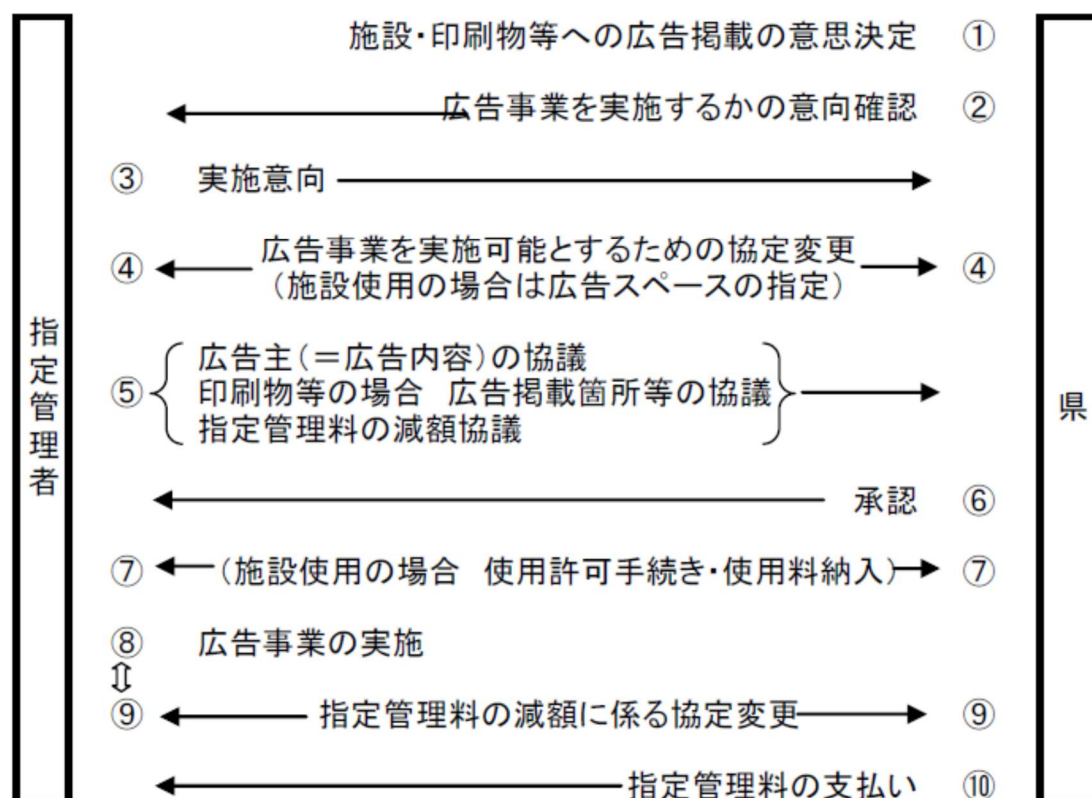 施設・印刷物等への広告掲載の意思決定 ①
広告事業を実施するかの意向確認 ②
③ 実施意向
④ 広告事業を実施可能とするための協定変更 ④
（施設使用の場合は広告スペースの指定）
指定管理者
広告主（＝広告内容）の協議
⑤ 印刷物等の場合 広告掲載箇所等の協議
指定管理料の減額協議
県
承認 ⑥
⑦ （施設使用の場合 使用許可手続き・使用料納入） ⑦
⑧ 広告事業の実施
⑨ 指定管理料の減額に係る協定変更 ⑨
指定管理料の支払い ⑩